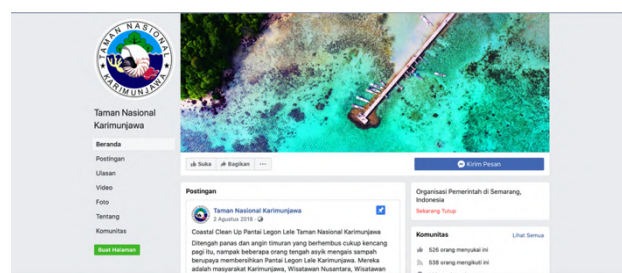 TAMAN NASIONAL
KARIMUNJAWA
Taman Nasional
Karimunjawa
Beranda
Postingan
Ulasan
Video
Foto
Tentang
Komunitas
Buat Halaman
Suka
Bagikan
Kirim Pesan
Postingan
Taman Nasional Karimunjawa
2 Agustus 2018
Coastal Clean Up Pantai Legon Lele Taman Nasional Karimunjawa
Ditengah panas dan angin timuran yang berhembus cukup kencang
pagi itu, nampak beberapa orang tengah asyik mengais sampah
berupaya membersihkan Pantai Legon Lele Karimunjawa. Mereka
adalah masyarakat Karimunjawa, Wisatawan Nusantara, Wisatawan
Organisasi Pemerintah di Semarang,
Indonesia
Sekarang Tutup
Komunitas Lihat Semua
526 orang menyukai ini
538 orang mengikuti ini